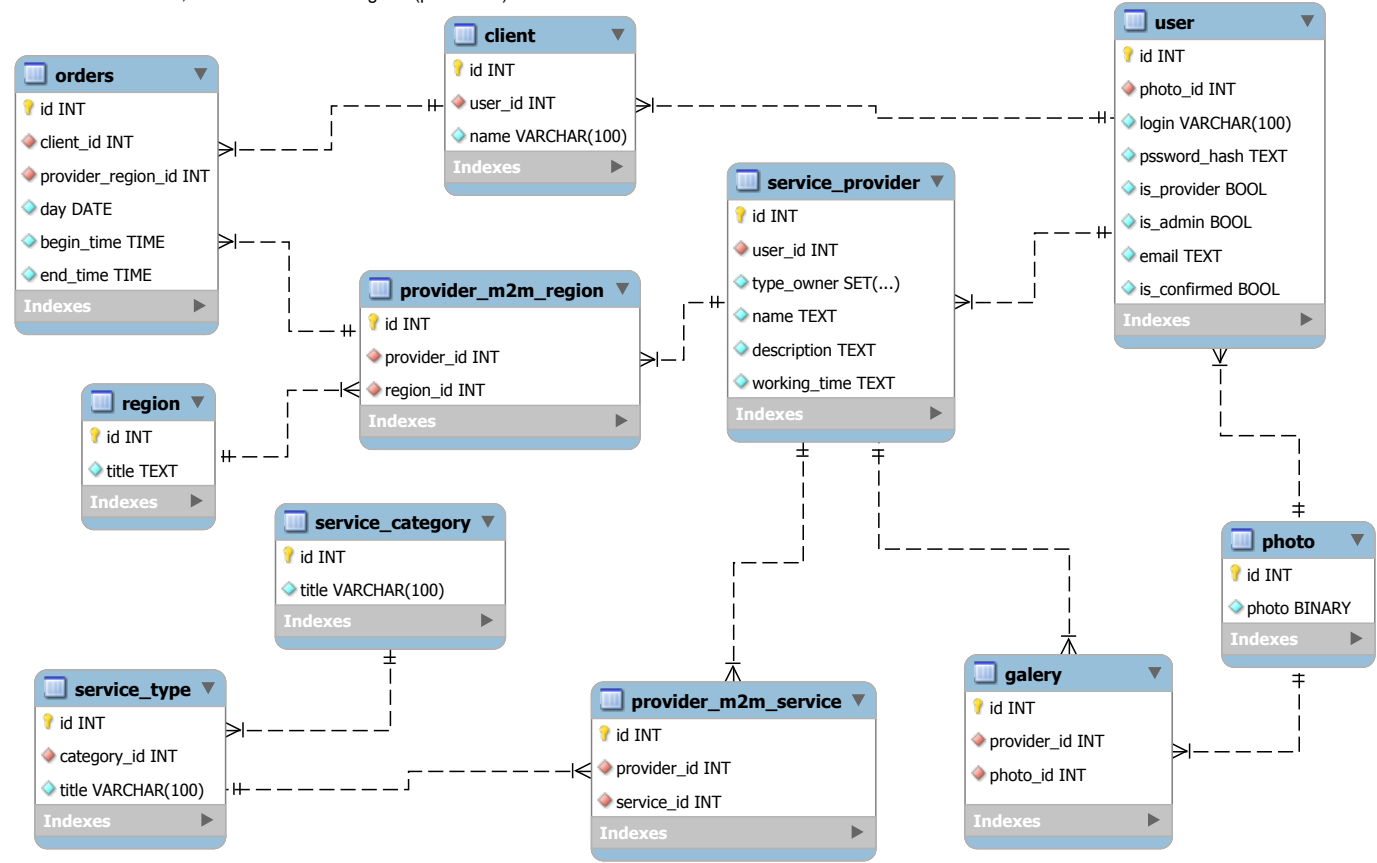 client
id INT
user_id INT
name VARCHAR(100)
Indexes
user
id INT
photo_id INT
login VARCHAR(100)
pssword_hash TEXT
is_provider BOOL
is_admin BOOL
email TEXT
is_confirmed BOOL
Indexes
orders
id INT
client_id INT
provider_region_id INT
day DATE
begin_time TIME
end_time TIME
Indexes
service_provider
id INT
user_id INT
type_owner SET(...)
name TEXT
description TEXT
working_time TEXT
Indexes
provider_m2m_region
id INT
provider_id INT
region_id INT
Indexes
region
id INT
title TEXT
Indexes
service_category
id INT
title VARCHAR(100)
Indexes
photo
id INT
photo BINARY
Indexes
service_type
id INT
category_id INT
title VARCHAR(100)
Indexes
provider_m2m_service
id INT
provider_id INT
service_id INT
Indexes
galery
id INT
provider_id INT
photo_id INT
Indexes